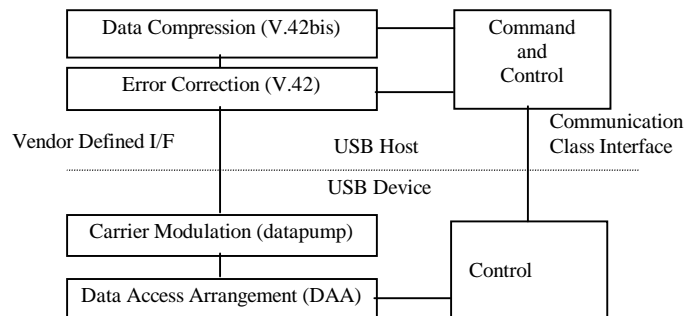 Data Compression (V.42bis)
Command
and
Control
Error Correction (V.42)
Vendor Defined I/F
USB Host
Communication
Class Interface
USB Device
Carrier Modulation (datapump)
Control
Data Access Arrangement (DAA)